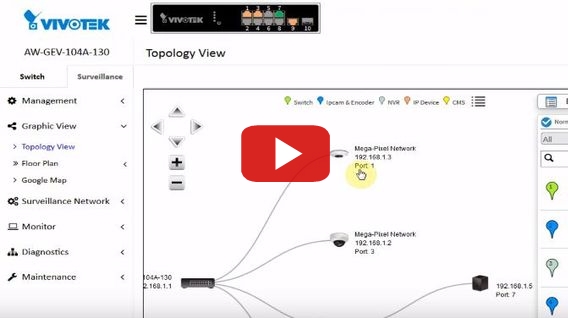 VIVOTEK
1 3 5 7
VIVOTEK
2 4 6 8 9 10
AW-GEV-104A-130
Topology View
Switch
Surveillance
Management
Graphic View
Topology View
Floor Plan
Google Map
Surveillance Network
Monitor
Diagnostics
Maintenance
Switch
Ipcam & Encoder
NVR
IP Device
CMS
Mega-Pixel Network
192.168.1.3
Port: 1
Mega-Pixel Network
192.168.1.2
Port: 3
104A-130
2.168.1.1
192.168.1.5
Port: 7
Norm
All
1